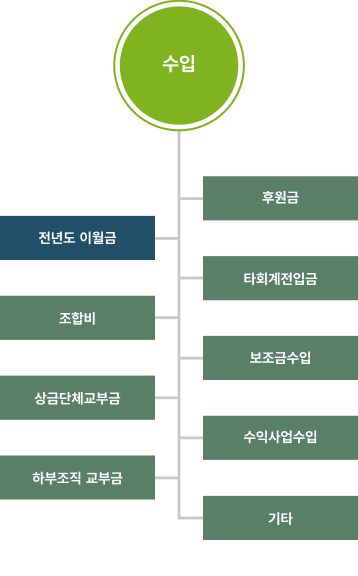 수입
후원금
전년도 이월금
타회계전입금
조합비
보조금수입
상금단체교부금
수익사업수입
하부조직 교부금
기타